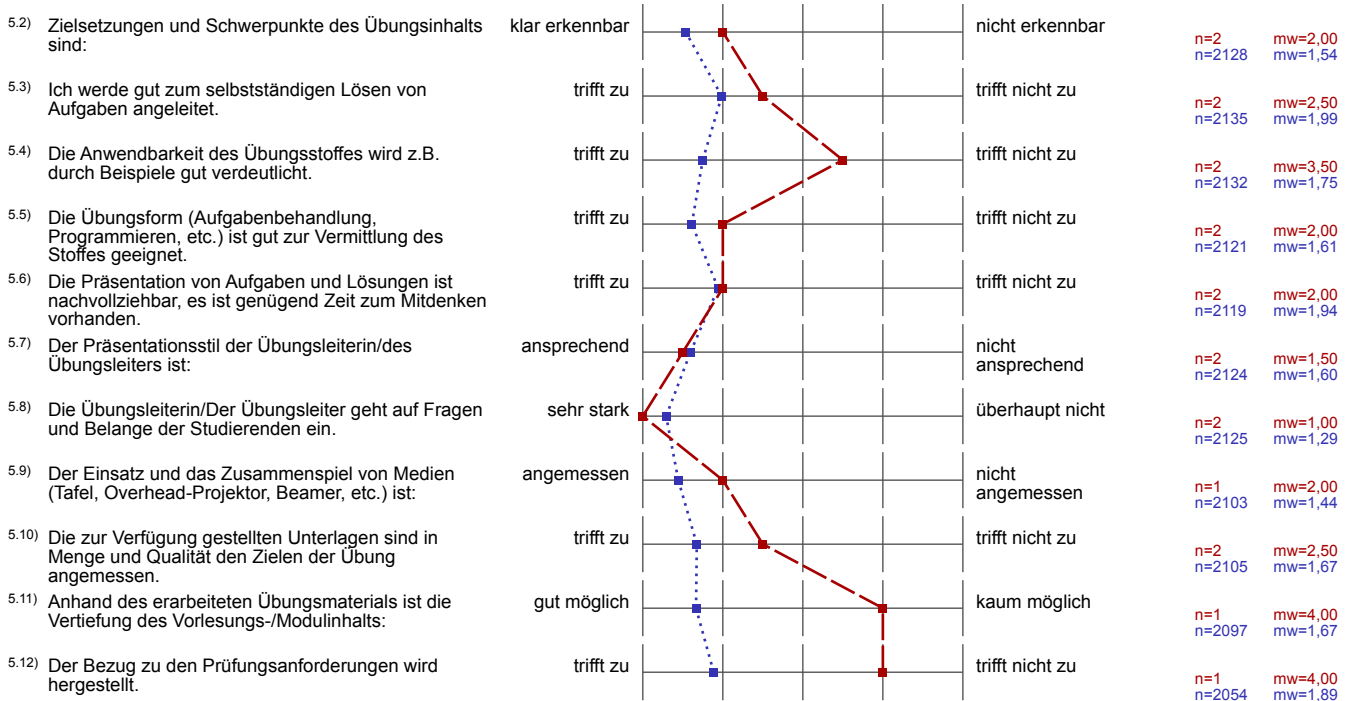 5.2) Zielsetzungen und Schwerpunkte des Übungsinhalts sind:
klar erkennbar
nicht erkennbar
n=2 mw=2,00
n=2128 mw=1,54
5.3) Ich werde gut zum selbstständigen Lösen von Aufgaben angeleitet.
trifft zu
trifft nicht zu
n=2 mw=2,50
n=2135 mw=1,99
5.4) Die Anwendbarkeit des Übungsstoffes wird z.B. durch Beispiele gut verdeutlicht.
trifft zu
trifft nicht zu
n=2 mw=3,50
n=2132 mw=1,75
5.5) Die Übungsform (Aufgabenbehandlung, Programmieren, etc.) ist gut zur Vermittlung des Stoffes geeignet.
trifft zu
trifft nicht zu
n=2 mw=2,00
n=2121 mw=1,61
5.6) Die Präsentation von Aufgaben und Lösungen ist nachvollziehbar, es ist genügend Zeit zum Mitdenken vorhanden.
trifft zu
trifft nicht zu
n=2 mw=2,00
n=2119 mw=1,94
5.7) Der Präsentationsstil der Übungsleiterin/des Übungsleiters ist:
ansprechend
nicht ansprechend
n=2 mw=1,50
n=2124 mw=1,60
5.8) Die Übungsleiterin/Der Übungsleiter geht auf Fragen und Belange der Studierenden ein.
sehr stark
überhaupt nicht
n=2 mw=1,00
n=2125 mw=1,29
5.9) Der Einsatz und das Zusammenspiel von Medien (Tafel, Overhead-Projektor, Beamer, etc.) ist:
angemessen
nicht angemessen
n=1 mw=2,00
n=2103 mw=1,44
5.10) Die zur Verfügung gestellten Unterlagen sind in Menge und Qualität den Zielen der Übung angemessen.
trifft zu
trifft nicht zu
n=2 mw=2,50
n=2105 mw=1,67
5.11) Anhand des erarbeiteten Übungsmaterials ist die Vertiefung des Vorlesungs-/Modulinhalts:
gut möglich
kaum möglich
n=1 mw=4,00
n=2097 mw=1,67
5.12) Der Bezug zu den Prüfungsanforderungen wird hergestellt.
trifft zu
trifft nicht zu
n=1 mw=4,00
n=2054 mw=1,89